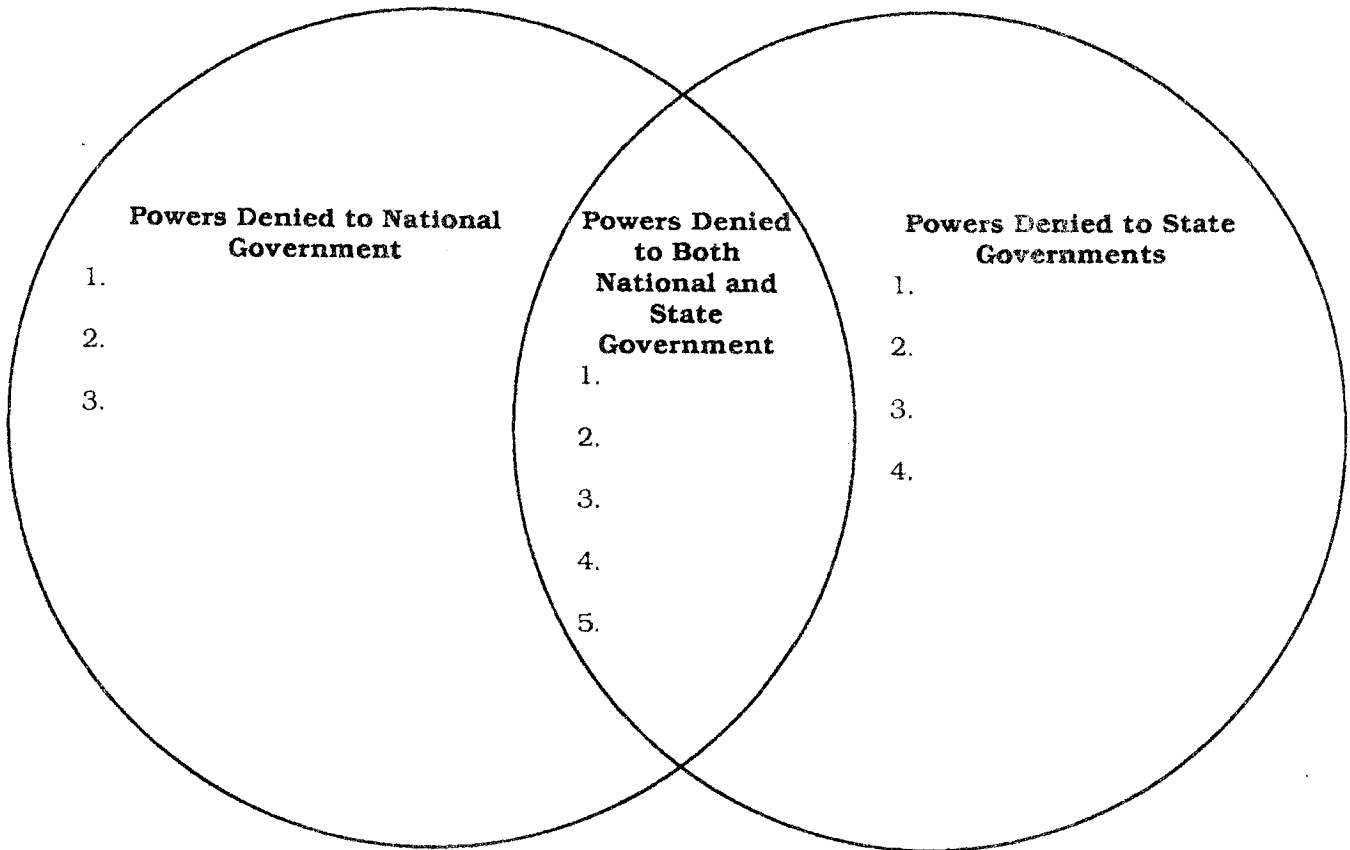 Powers Denied to National
Government
1.
2.
3.
Powers Denied
to Both
National and
State
Government
1.
2.
3.
4.
5.
Powers Denied to State
Governments
1.
2.
3.
4.